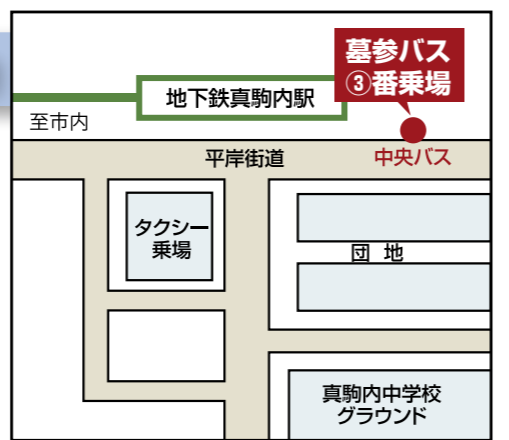 墓参バス
③番乗場
地下鉄真駒内駅
至市内
平岸街道
中央バス
タクシー
乗場
団 地
真駒内中学校
グラウンド